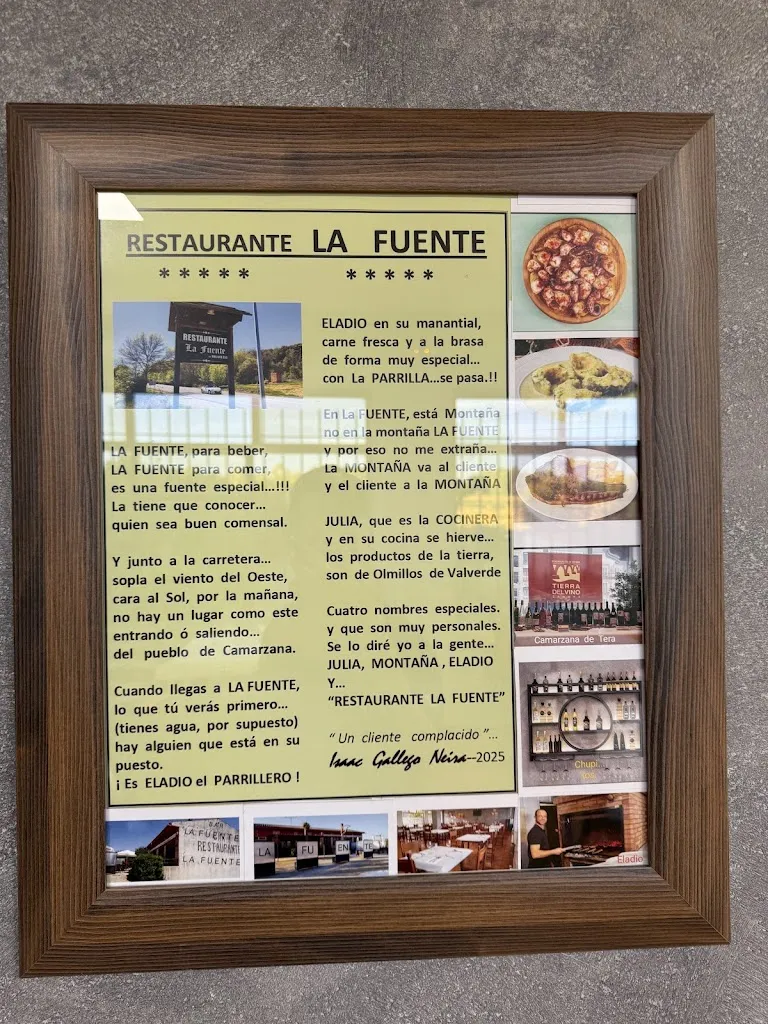 RESTAURANTE LA FUENTE
***** *****
RESTAURANTE
La Fuente
LA FUENTE, para beber,
LA FUENTE para comer,
es una fuente especial...!!!
La tiene que conocer...
quien sea buen comensal.
Y junto a la carretera...
sopla el viento del Oeste,
cara al Sol, por la mañana,
no hay un lugar como este
entrando ó saliendo...
del pueblo de Camarzana.
Cuando llegas a LA FUENTE,
lo que tú verás primero...
(tienes agua, por supuesto)
hay alguien que está en su
puesto.
¡ Es ELADIO el PARRILLERO !
ELADIO en su manantial,
carne fresca y a la brasa
de forma muy especial...
con La PARRILLA...se pasa.!!
En La FUENTE, está Montaña
no en la montaña LA FUENTE
y por eso no me extraña...
La MONTAÑA va al cliente
y el cliente a la MONTAÑA
JULIA, que es la COCINERA
y en su cocina se hierve...
los productos de la tierra,
son de Olmillos de Valverde
Cuatro nombres especiales.
y que son muy personales.
Se lo diré yo a la gente...
JULIA, MONTAÑA , ELADIO
Y...
“RESTAURANTE LA FUENTE”
“ Un cliente complacido ”...
Isaac Gallego Neira--2025
TIERRA
DELVINO
Camarzana de Tera
Chupi...
Eladio
LA FUENTE
RESTAURANTE
LA FUENTE
LA FU EN TE